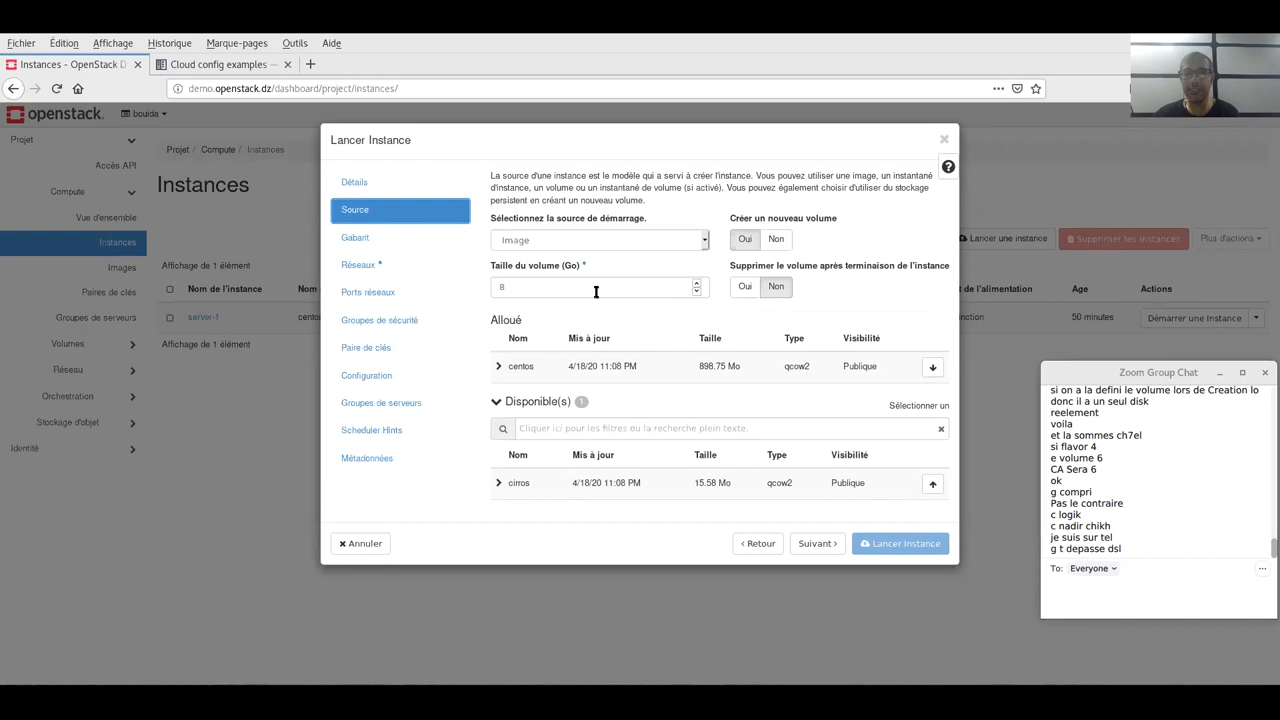 Fichier Édition Affichage Historique Marque-pages Outils Aide
Instances - OpenStack D
Cloud config examples
demo.openstack.dz/dashboard/project/instances/
openstack. bouida
Projet
Accès API
Compute
Vue d'ensemble
Instances
Images
Paires de clés
Groupes de serveurs
Volumes
Réseau
Orchestration
Stockage d'objet
Identité
Projet / Compute / Instances
Instances
Lancer une instance Supprimer les instances Plus d'actions
Affichage de 1 élément
Nom de l'instance Nom Age Actions
server-1 50 minutes Démarrer une Instance
Affichage de 1 élément
Lancer Instance
Détails
Source
Gabarit
Réseaux *
Ports réseaux
Groupes de sécurité
Paire de clés
Configuration
Groupes de serveurs
Scheduler Hints
Métadonnées
La source d'une instance est le modèle qui a servi à créer l'instance. Vous pouvez utiliser une image, un instantané
d'instance, un volume ou un instantané de volume (si activé). Vous pouvez également choisir d'utiliser du stockage
persistent en créant un nouveau volume.
Sélectionnez la source de démarrage.
Image
Créer un nouveau volume
Oui Non
Taille du volume (Go) *
8
Supprimer le volume après terminaison de l'instance
Oui Non
Alloué
Nom Mis à jour Taille Type Visibilité
centos 4/18/20 11:08 PM 898.75 Mo qcow2 Publique
Disponible(s) 1 Sélectionner un
Cliquer ici pour les filtres ou la recherche plein texte.
Nom Mis à jour Taille Type Visibilité
cirros 4/18/20 11:08 PM 15.58 Mo qcow2 Publique
Annuler Retour Suivant Lancer Instance
Zoom Group Chat
si on a la defini le volume lors de Creation lo
donc il a un seul disk
reelement
voila
et la sommes ch7el
si flavor 4
e volume 6
CA Sera 6
ok
g compri
Pas le contraire
c logik
c nadir chikh
je suis sur tel
g t depasse dsl
To: Everyone